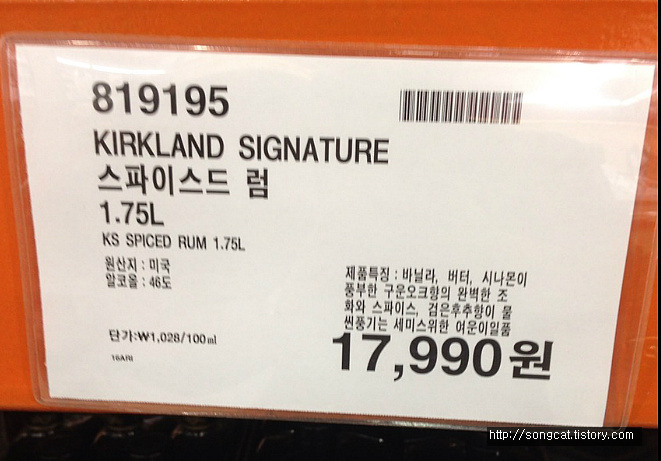 819195
KIRKLAND SIGNATURE
스파이스드 럼
1.75L
KS SPICED RUM 1.75L
원산지 : 미국
알코올 : 46도
제품특징 : 바닐라, 버터, 시나몬이
풍부한 구운오크향의 완벽한 조
화와 스파이스, 검은후추향이 물
씬풍기는 세미스위한 여운이일품
단가:₩1,028/100㎖
17,990원
16ARI
http://songcat.tistory.com